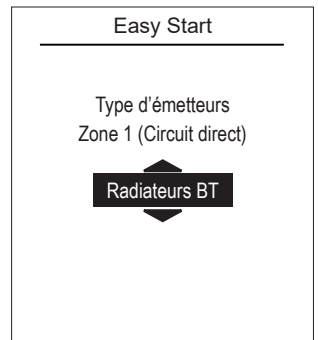 Easy Start
Type d'émetteurs
Zone 1 (Circuit direct)
Radiateurs BT